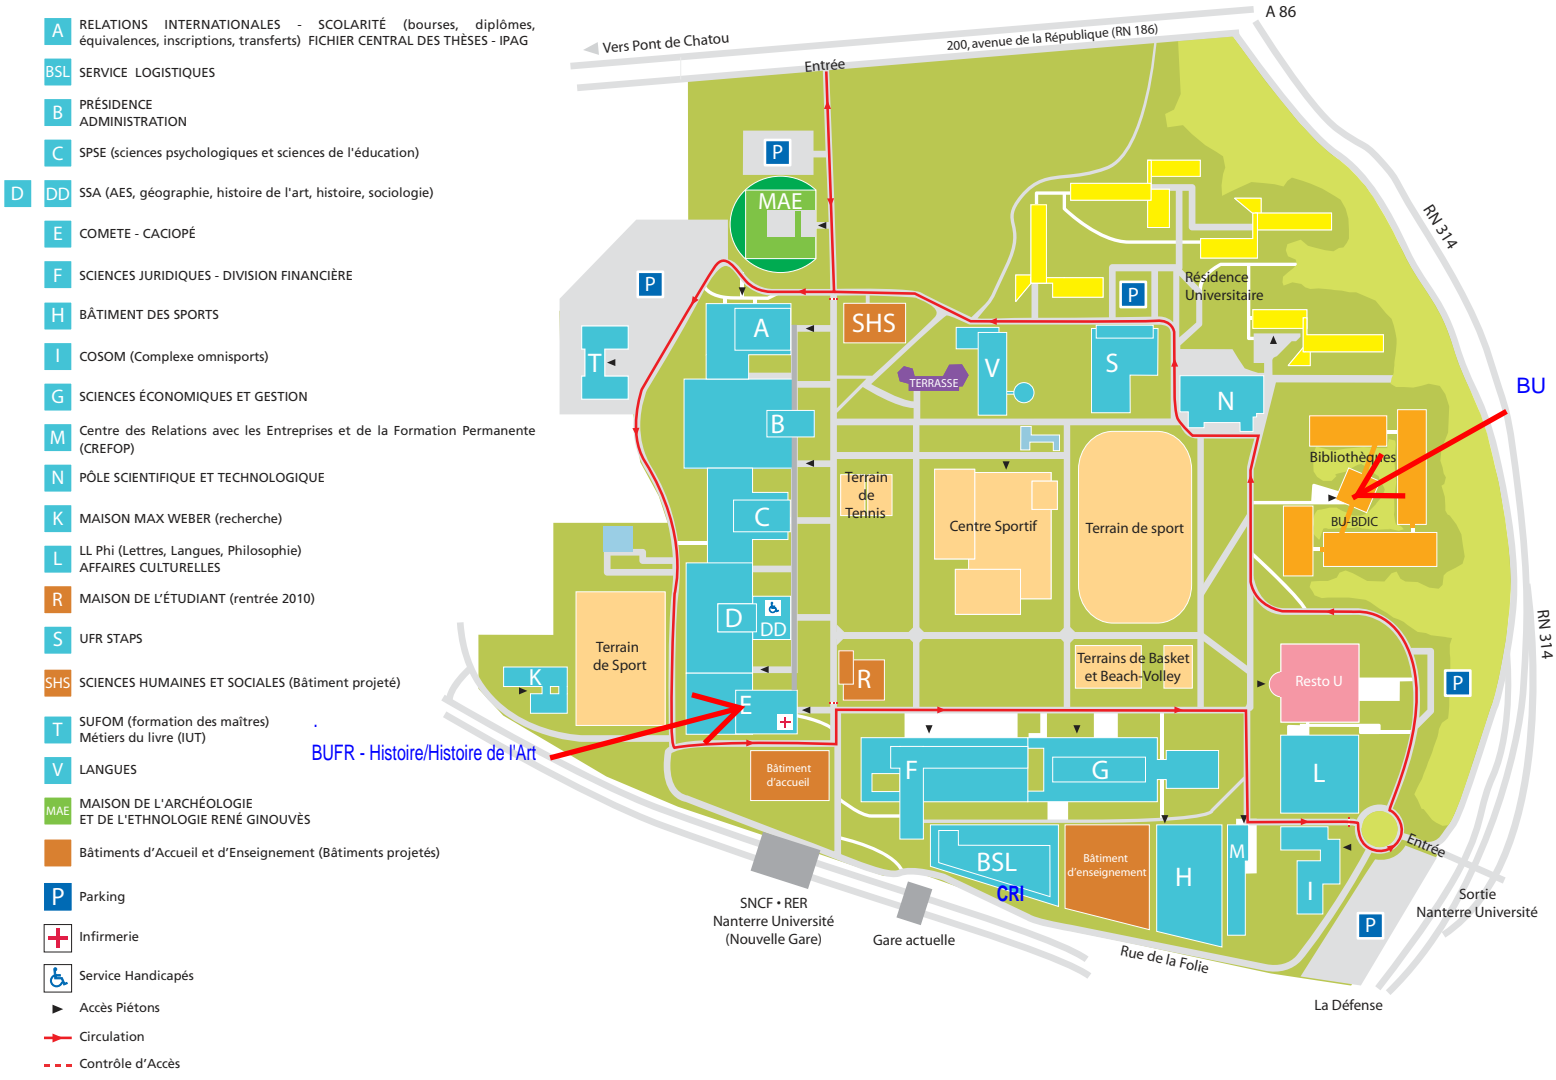 A RELATIONS INTERNATIONALES - SCOLARITÉ (bourses, diplômes,
équivalences, inscriptions, transferts) FICHIER CENTRAL DES THÈSES - IPAG
BSL SERVICE LOGISTIQUES
B PRÉSIDENCE
ADMINISTRATION
C SPSE (sciences psychologiques et sciences de l'éducation)
D DD SSA (AES, géographie, histoire de l'art, histoire, sociologie)
E COMETE - CACIOPÉ
F SCIENCES JURIDIQUES - DIVISION FINANCIÈRE
H BÂTIMENT DES SPORTS
I COSOM (Complexe omnisports)
G SCIENCES ÉCONOMIQUES ET GESTION
M Centre des Relations avec les Entreprises et de la Formation Permanente
(CREFOP)
N PÔLE SCIENTIFIQUE ET TECHNOLOGIQUE
K MAISON MAX WEBER (recherche)
L LL Phi (Lettres, Langues, Philosophie)
AFFAIRES CULTURELLES
R MAISON DE L'ÉTUDIANT (rentrée 2010)
S UFR STAPS
SHS SCIENCES HUMAINES ET SOCIALES (Bâtiment projeté)
T SUFOM (formation des maîtres)
Métiers du livre (IUT)
V LANGUES
MAE MAISON DE L'ARCHÉOLOGIE
ET DE L'ETHNOLOGIE RENÉ GINOUVÈS
Bâtiments d'Accueil et d'Enseignement (Bâtiments projetés)
P Parking
Infirmerie
Service Handicapés
Accès Piétons
Circulation
Contrôle d'Accès
A 86
Vers Pont de Chatou
200, avenue de la République (RN 186)
Entrée
P
MAE
RN 314
P
Résidence
Universitaire
P
A
SHS
T
V
S
TERRASSE
BU
N
B
Bibliothèques
Terrain
de
Tennis
C
Centre Sportif
Terrain de sport
BU-BDIC
D
DD
RN 314
Terrain
de Sport
Terrains de Basket
et Beach-Volley
K
R
Resto U
P
E
BUFR - Histoire/Histoire de l'Art
Bâtiment
d'accueil
F
G
L
Entrée
BSL
CRI
Bâtiment
d'enseignement
H
M
I
SNCF • RER
Nanterre Université
(Nouvelle Gare)
Gare actuelle
Sortie
Nanterre Université
P
Rue de la Folie
La Défense